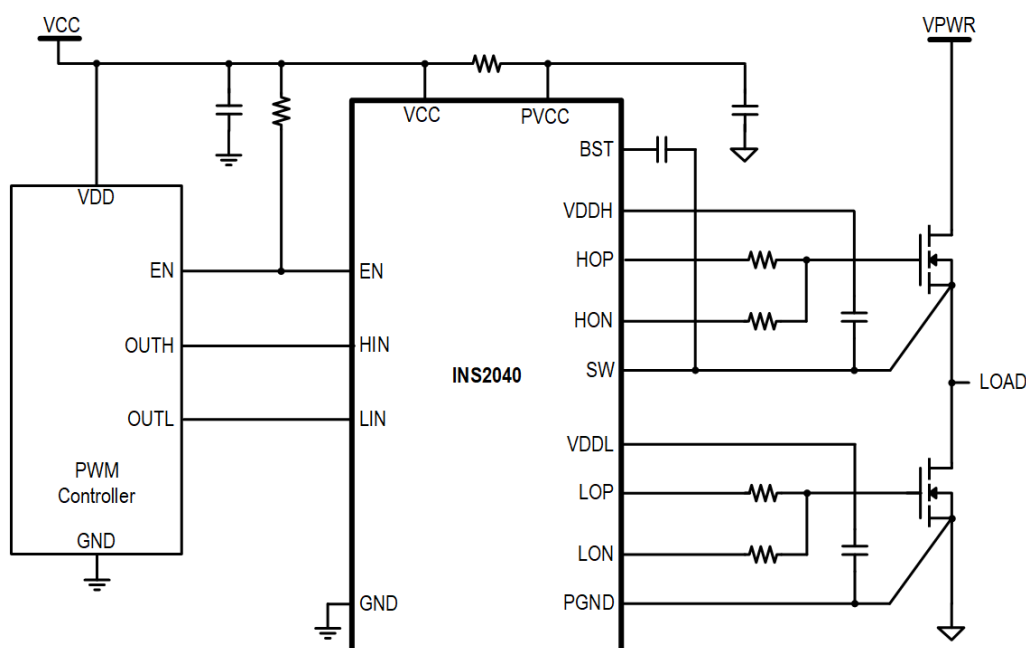 VCC
VPWR
VCC
PVCC
VDD
BST
VDDH
EN
EN
HOP
HON
OUTH
HIN
SW
INS2040
LOAD
OUTL
LIN
VDDL
PWM
Controller
LOP
LON
GND
GND
PGND